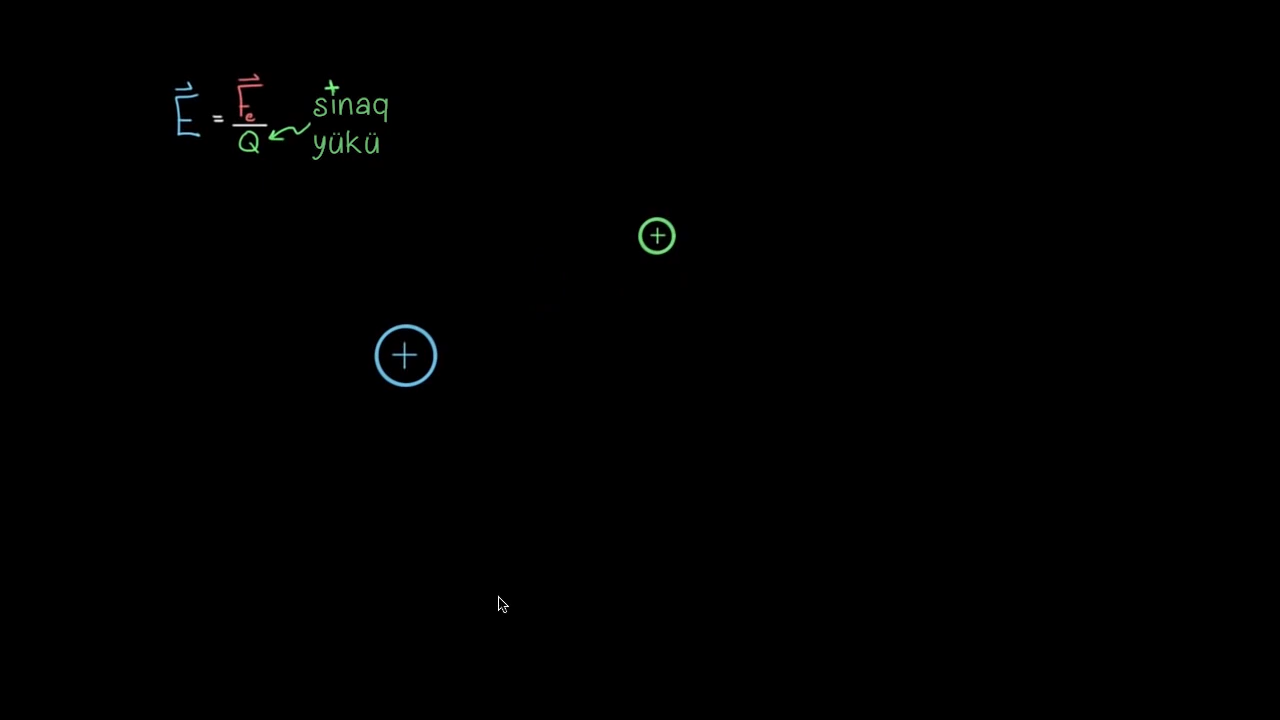 +
E⃗ = F⃗e / Q
sınaq
yükü
+
+